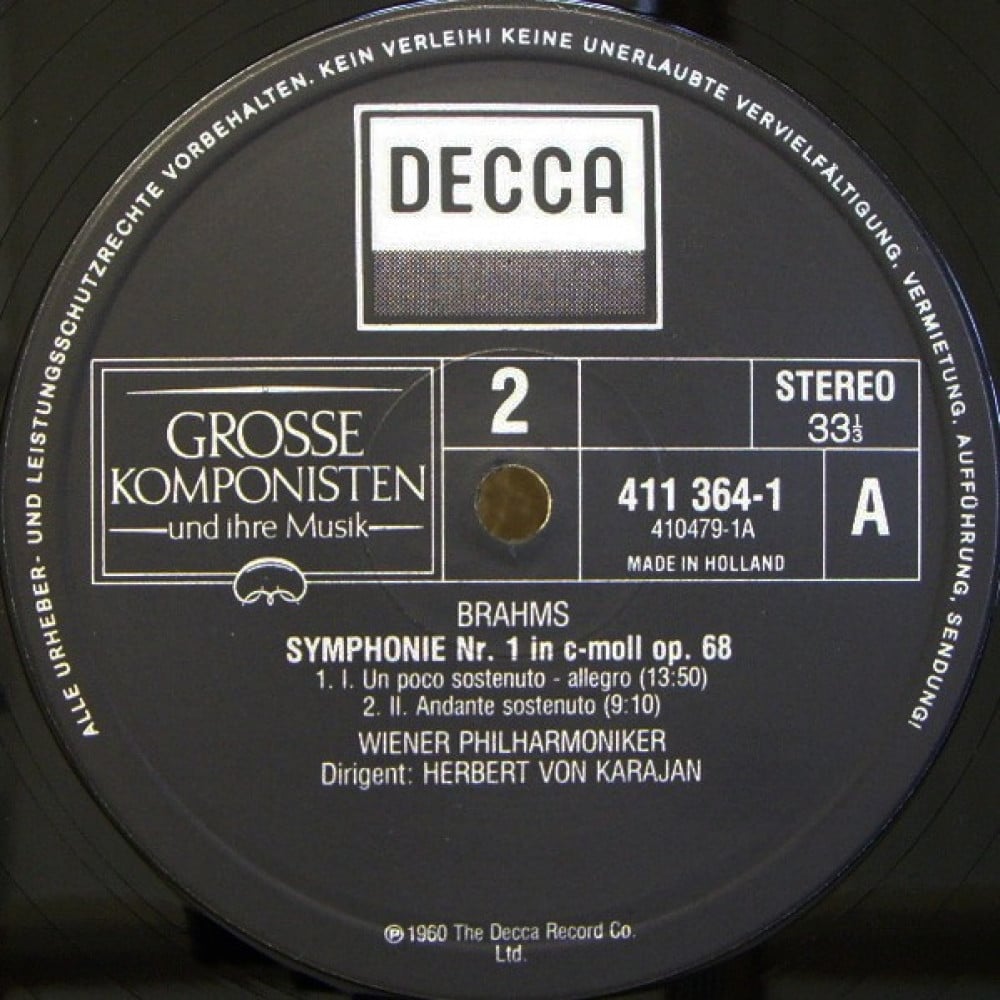 ALLE URHEBER- UND LEISTUNGSSCHUTZRECHTE VORBEHALTEN. KEIN VERLEIH! KEINE UNERLAUBTE VERVIELFÄLTIGUNG, VERMIETUNG, AUFFÜHRUNG, SENDUNG!
DECCA
GROSSE
KOMPONISTEN
und ihre Musik
2
STEREO
33⅓
411 364-1
410479-1A
MADE IN HOLLAND
A
BRAHMS
SYMPHONIE Nr. 1 in c-moll op. 68
1. I. Un poco sostenuto - allegro (13:50)
2. II. Andante sostenuto (9:10)
WIENER PHILHARMONIKER
Dirigent: HERBERT VON KARAJAN
℗1960 The Decca Record Co.
Ltd.